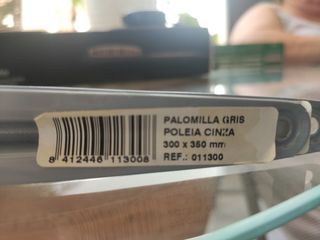 PALOMILLA GRIS
POLEIA CINZA
300 x 350 mm
REF.: 011300
8 412446 113008